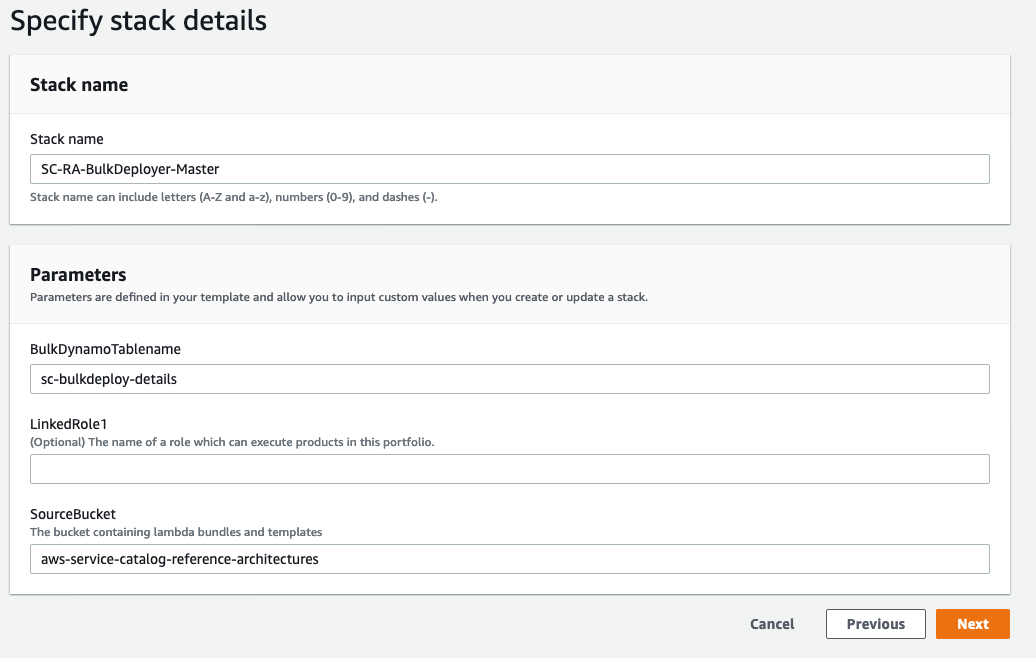 Specify stack details
Stack name
Stack name
SC-RA-BulkDeployer-Master
Stack name can include letters (A-Z and a-z), numbers (0-9), and dashes (-).
Parameters
Parameters are defined in your template and allow you to input custom values when you create or update a stack.
BulkDynamoTablename
sc-bulkdeploy-details
LinkedRole1
(Optional) The name of a role which can execute products in this portfolio.
SourceBucket
The bucket containing lambda bundles and templates
aws-service-catalog-reference-architectures
Cancel Previous Next